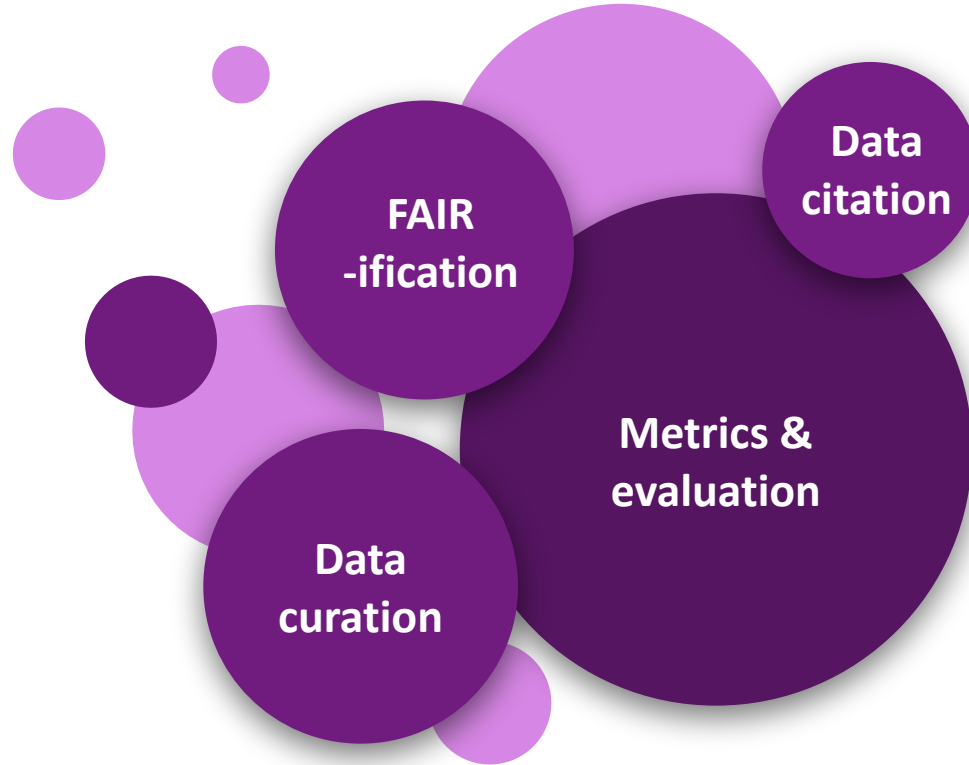 Data
citation
FAIR
-ification
Metrics &
evaluation
Data
curation